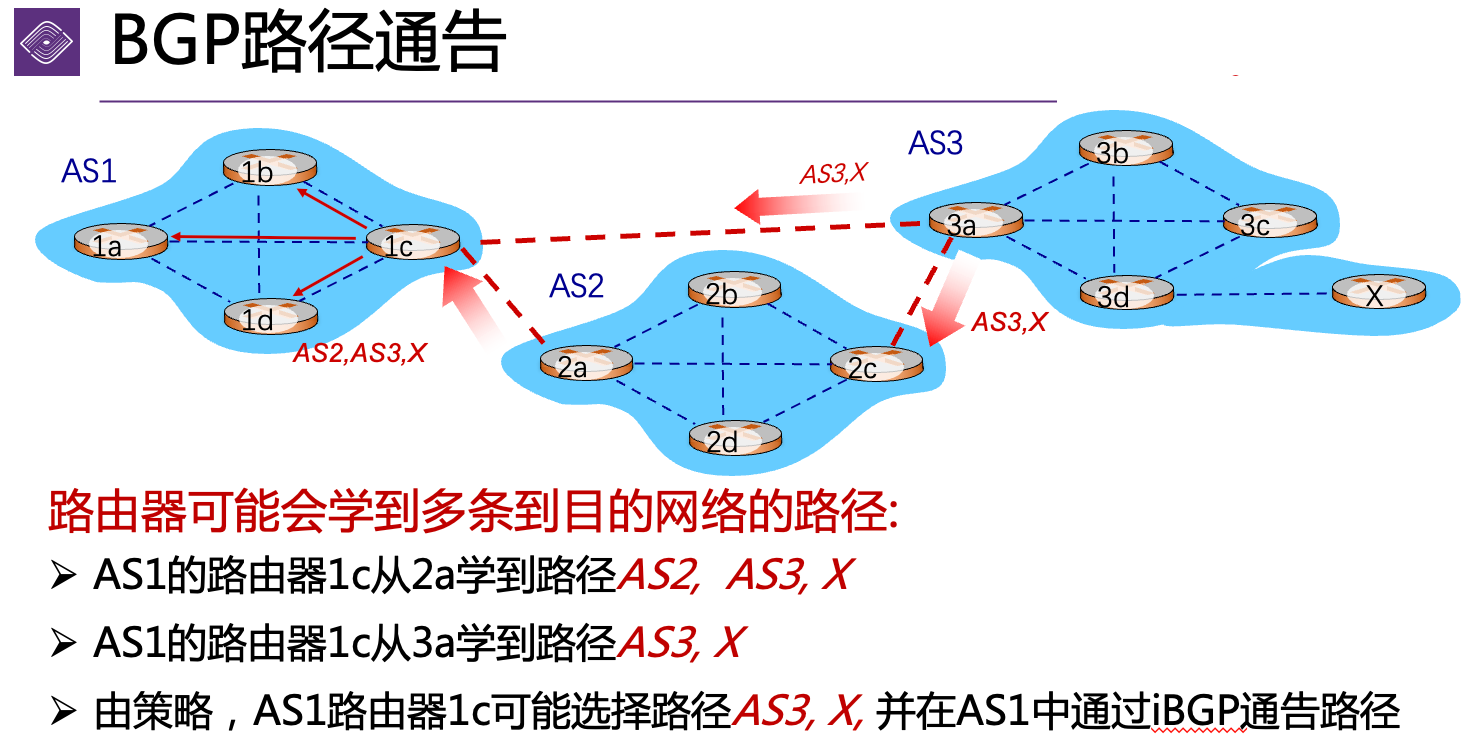 BGP路径通告
AS1
1b
1a
1c
1d
AS2,AS3,X
AS3,X
AS2
2b
2a
2c
2d
AS3
3b
3a
3c
3d
X
AS3,X
路由器可能会学到多条到目的网络的路径:
➢ AS1的路由器1c从2a学到路径AS2, AS3, X
➢ AS1的路由器1c从3a学到路径AS3, X
➢ 由策略，AS1路由器1c可能选择路径AS3, X, 并在AS1中通过iBGP通告路径